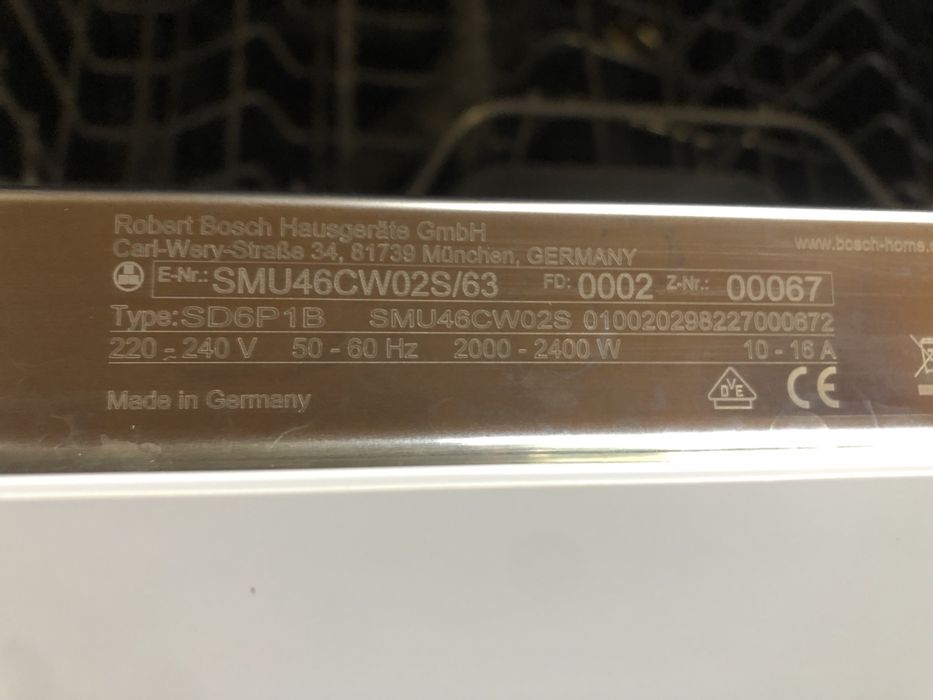 Robert Bosch Hausgeräte GmbH
www.bosch-home.c
Carl-Wery-Straße 34, 81739 München, GERMANY
E-Nr.: SMU46CW02S/63 FD: 0002 Z-Nr.: 00067
Type: SD6P1B SMU46CW02S 010020298227000672
220 - 240 V 50 - 60 Hz 2000 - 2400 W 10 - 16 A
DVE CE
Made in Germany